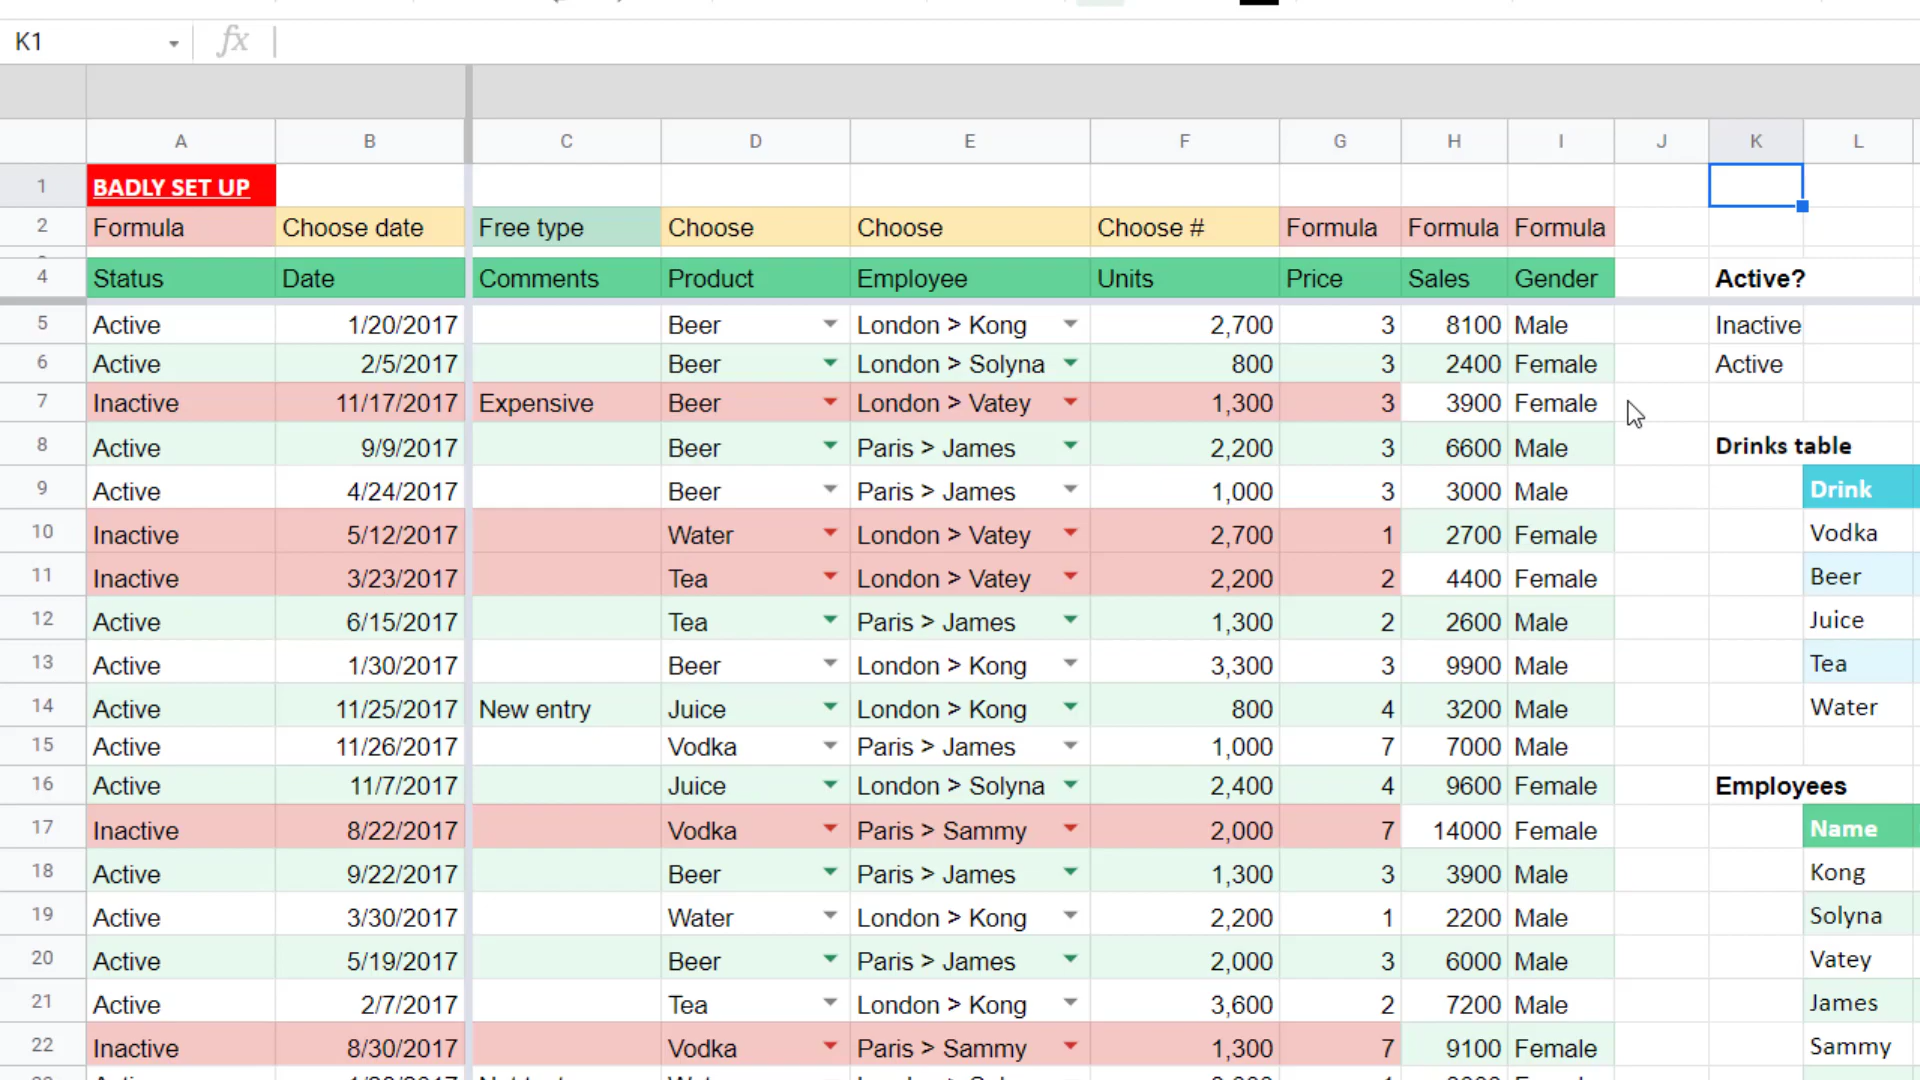 K1 fx
A B C D E F G H I J K L
1 BADLY SET UP
2 Formula Choose date Free type Choose Choose Choose # Formula Formula Formula
4 Status Date Comments Product Employee Units Price Sales Gender Active?
5 Active 1/20/2017 Beer London > Kong 2,700 3 8100 Male Inactive
6 Active 2/5/2017 Beer London > Solyna 800 3 2400 Female Active
7 Inactive 11/17/2017 Expensive Beer London > Vatey 1,300 3 3900 Female
8 Active 9/9/2017 Beer Paris > James 2,200 3 6600 Male Drinks table
9 Active 4/24/2017 Beer Paris > James 1,000 3 3000 Male Drink
10 Inactive 5/12/2017 Water London > Vatey 2,700 1 2700 Female Vodka
11 Inactive 3/23/2017 Tea London > Vatey 2,200 2 4400 Female Beer
12 Active 6/15/2017 Tea Paris > James 1,300 2 2600 Male Juice
13 Active 1/30/2017 Beer London > Kong 3,300 3 9900 Male Tea
14 Active 11/25/2017 New entry Juice London > Kong 800 4 3200 Male Water
15 Active 11/26/2017 Vodka Paris > James 1,000 7 7000 Male
16 Active 11/7/2017 Juice London > Solyna 2,400 4 9600 Female Employees
17 Inactive 8/22/2017 Vodka Paris > Sammy 2,000 7 14000 Female Name
18 Active 9/22/2017 Beer Paris > James 1,300 3 3900 Male Kong
19 Active 3/30/2017 Water London > Kong 2,200 1 2200 Male Solyna
20 Active 5/19/2017 Beer Paris > James 2,000 3 6000 Male Vatey
21 Active 2/7/2017 Tea London > Kong 3,600 2 7200 Male James
22 Inactive 8/30/2017 Vodka Paris > Sammy 1,300 7 9100 Female Sammy